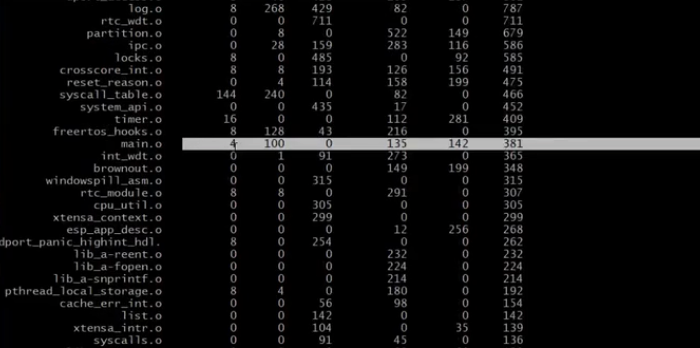 log.o 8 268 429 82 0 787
rtc_wdt.o 0 0 711 0 0 711
partition.o 0 8 0 522 149 679
ipc.o 0 28 159 283 116 586
locks.o 8 0 485 0 92 585
crosscore_int.o 8 8 193 126 156 491
reset_reason.o 0 4 114 158 199 475
syscall_table.o 144 240 0 82 0 466
system_api.o 0 0 435 17 0 452
timer.o 16 0 0 112 281 409
freertos_hooks.o 8 128 43 216 0 395
main.o 4 100 0 135 142 381
int_wdt.o 0 1 91 273 0 365
brownout.o 0 0 0 149 199 348
windowspill_asm.o 0 0 315 0 0 315
rtc_module.o 8 8 0 291 0 307
cpu_util.o 0 0 305 0 0 305
xtensa_context.o 0 0 299 0 0 299
esp_app_desc.o 0 0 0 12 256 268
dport_panic_highint_hdl. 8 0 254 0 0 262
lib_a-reent.o 0 0 0 232 0 232
lib_a-fopen.o 0 0 0 224 0 224
lib_a-snprintf.o 0 0 0 214 0 214
pthread_local_storage.o 8 4 0 180 0 192
cache_err_int.o 0 0 56 98 0 154
list.o 0 0 142 0 0 142
xtensa_intr.o 0 0 104 0 35 139
syscalls.o 0 0 91 45 0 136